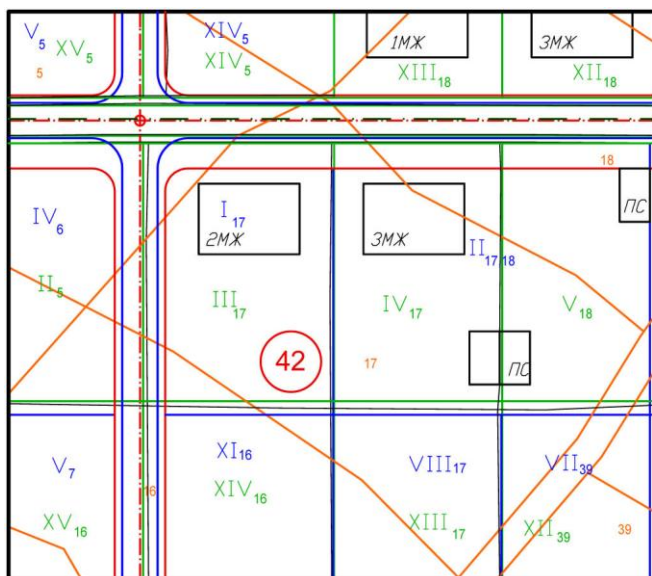 V5 XIV5
XV5 XIV5 1МЖ 3МЖ
5 XIII18 XII18
18
IV6 I17 ПС
2МЖ 3МЖ II17,18
II5 III17 IV17 V18
42 17 ПС
V7 XI16 VIII17 VII39
16 XIV16
XV16 XIII17 XII39 39